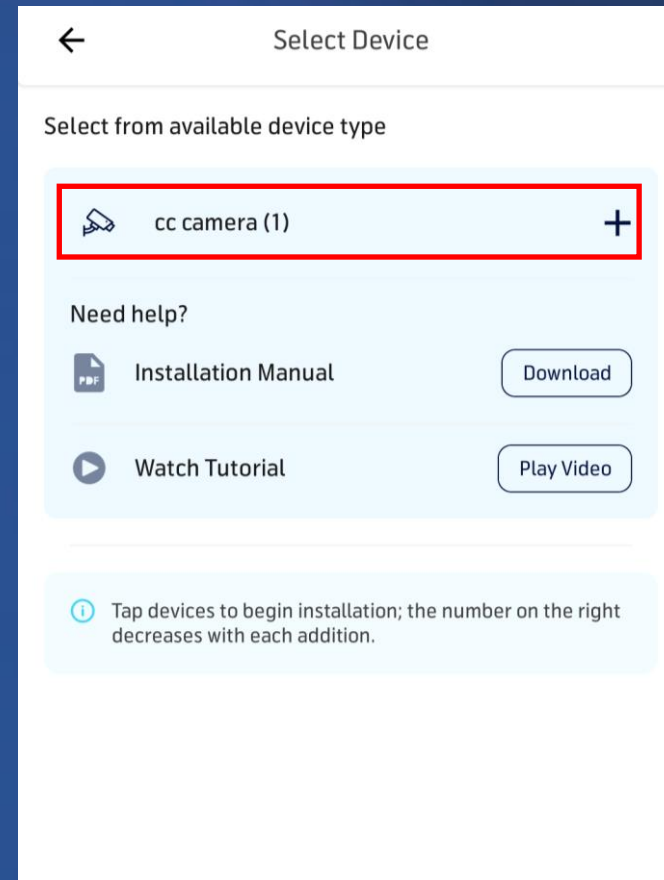 Select Device
Select from available device type
cc camera (1)
Need help?
PDF
Installation Manual
Download
Watch Tutorial
Play Video
Tap devices to begin installation; the number on the right
decreases with each addition.